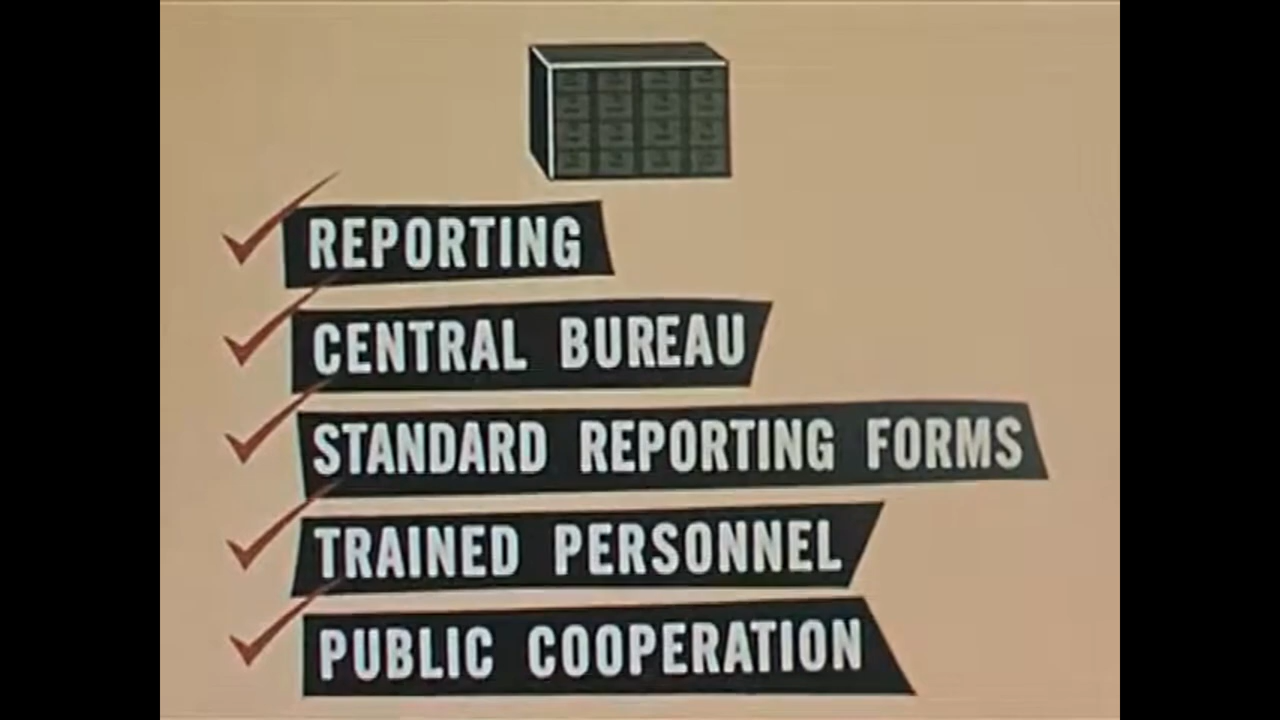 REPORTING
CENTRAL BUREAU
STANDARD REPORTING FORMS
TRAINED PERSONNEL
PUBLIC COOPERATION